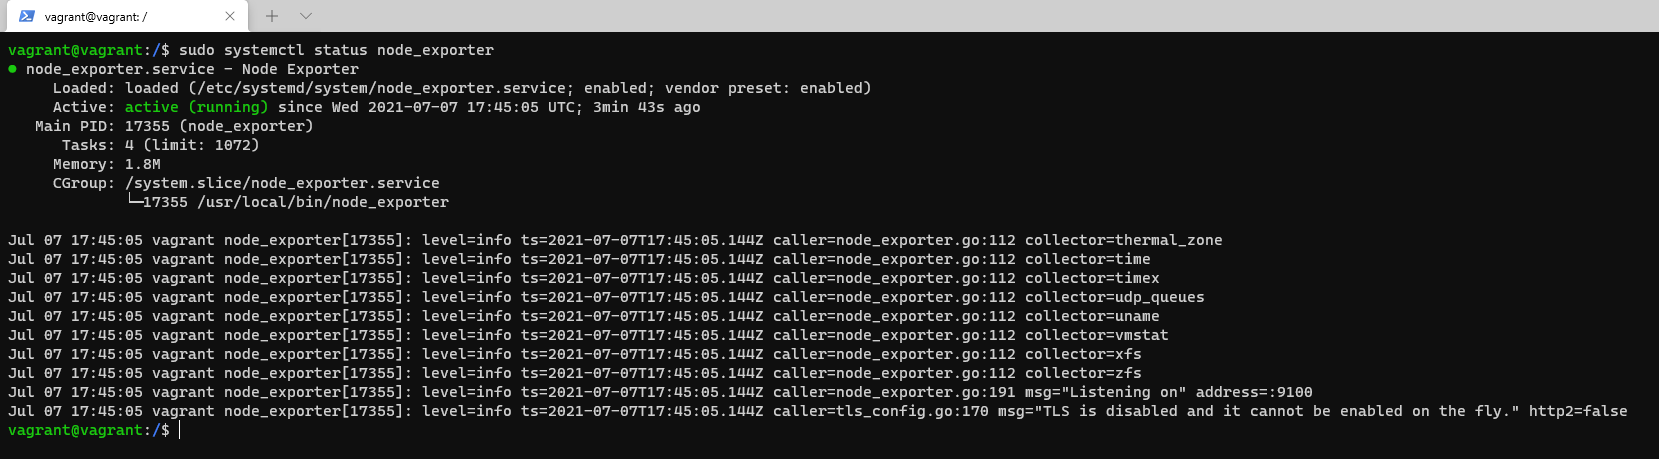 vagrant@vagrant: /
vagrant@vagrant:/$ sudo systemctl status node_exporter
● node_exporter.service - Node Exporter
     Loaded: loaded (/etc/systemd/system/node_exporter.service; enabled; vendor preset: enabled)
     Active: active (running) since Wed 2021-07-07 17:45:05 UTC; 3min 43s ago
   Main PID: 17355 (node_exporter)
      Tasks: 4 (limit: 1072)
     Memory: 1.8M
     CGroup: /system.slice/node_exporter.service
             └─17355 /usr/local/bin/node_exporter

Jul 07 17:45:05 vagrant node_exporter[17355]: level=info ts=2021-07-07T17:45:05.144Z caller=node_exporter.go:112 collector=thermal_zone
Jul 07 17:45:05 vagrant node_exporter[17355]: level=info ts=2021-07-07T17:45:05.144Z caller=node_exporter.go:112 collector=time
Jul 07 17:45:05 vagrant node_exporter[17355]: level=info ts=2021-07-07T17:45:05.144Z caller=node_exporter.go:112 collector=timex
Jul 07 17:45:05 vagrant node_exporter[17355]: level=info ts=2021-07-07T17:45:05.144Z caller=node_exporter.go:112 collector=udp_queues
Jul 07 17:45:05 vagrant node_exporter[17355]: level=info ts=2021-07-07T17:45:05.144Z caller=node_exporter.go:112 collector=uname
Jul 07 17:45:05 vagrant node_exporter[17355]: level=info ts=2021-07-07T17:45:05.144Z caller=node_exporter.go:112 collector=vmstat
Jul 07 17:45:05 vagrant node_exporter[17355]: level=info ts=2021-07-07T17:45:05.144Z caller=node_exporter.go:112 collector=xfs
Jul 07 17:45:05 vagrant node_exporter[17355]: level=info ts=2021-07-07T17:45:05.144Z caller=node_exporter.go:112 collector=zfs
Jul 07 17:45:05 vagrant node_exporter[17355]: level=info ts=2021-07-07T17:45:05.144Z caller=node_exporter.go:191 msg="Listening on" address=:9100
Jul 07 17:45:05 vagrant node_exporter[17355]: level=info ts=2021-07-07T17:45:05.144Z caller=tls_config.go:170 msg="TLS is disabled and it cannot be enabled on the fly." http2=false
vagrant@vagrant:/$